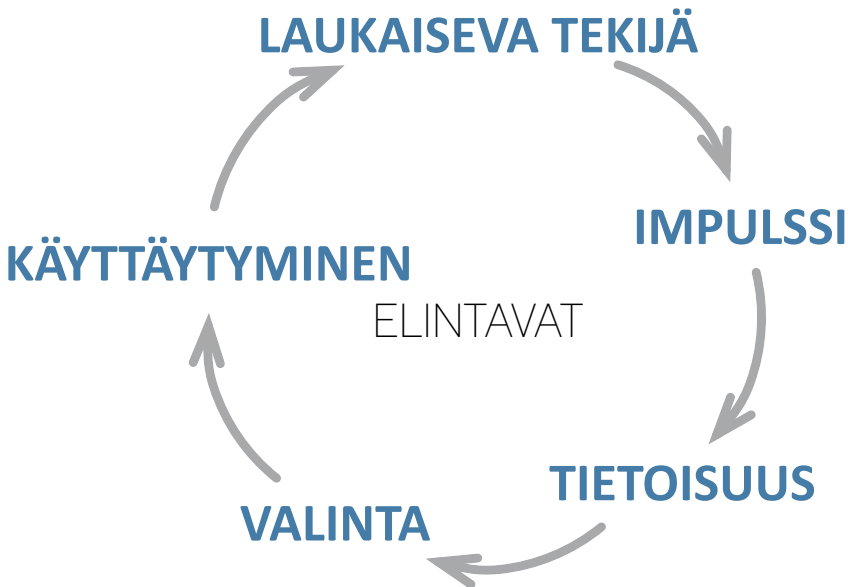 LAUKAISEVA TEKIJÄ
IMPULSSI
KÄYTTÄYTYMINEN
ELINTAVAT
TIETOISUUS
VALINTA